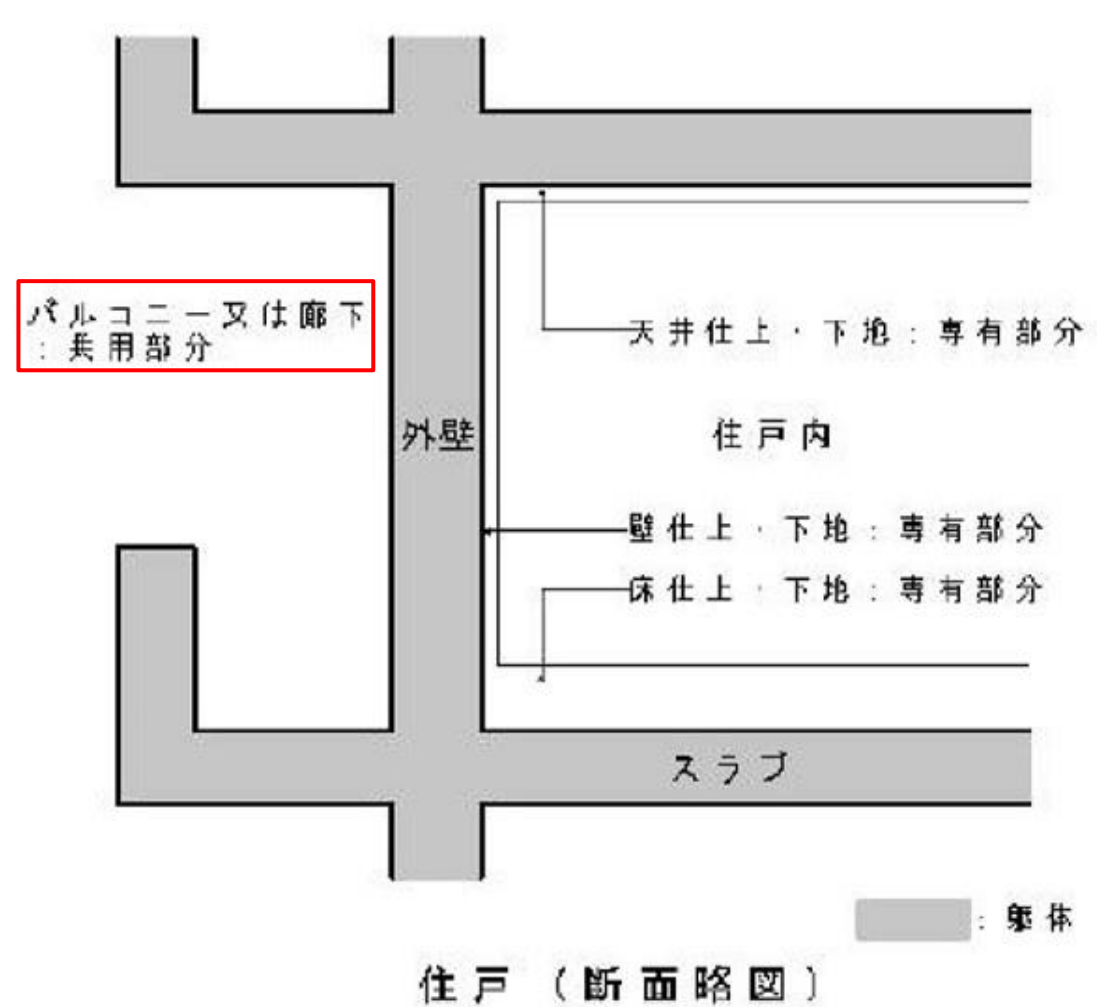 バルコニー又は廊下
:共用部分
天井仕上・下地:専有部分
外壁
住戸内
壁仕上・下地:専有部分
床仕上・下地:専有部分
スラブ
:躯体
住戸(断面略図)